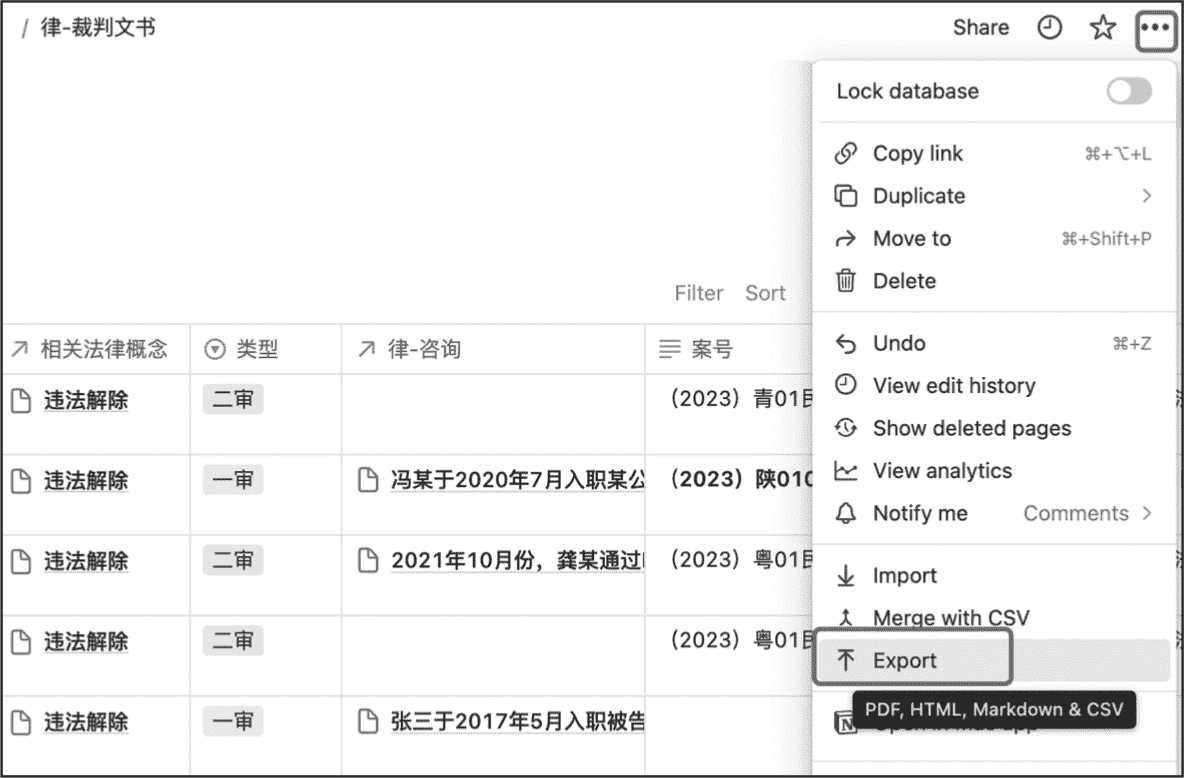 / 律-裁判文书
Share
Lock database
Copy link ⌘+⌥+L
Duplicate
Move to ⌘+Shift+P
Delete
Filter Sort
相关法律概念 类型 律-咨询 案号
Undo ⌘+Z
View edit history
Show deleted pages
View analytics
Notify me Comments
Import
Merge with CSV
Export
PDF, HTML, Markdown & CSV
违法解除 二审 (2023) 青01民
违法解除 一审 冯某于2020年7月入职某公 (2023) 陕010
违法解除 二审 2021年10月份，龚某通过 (2023) 粤01民
违法解除 二审 (2023) 粤01民
违法解除 一审 张三于2017年5月入职被告